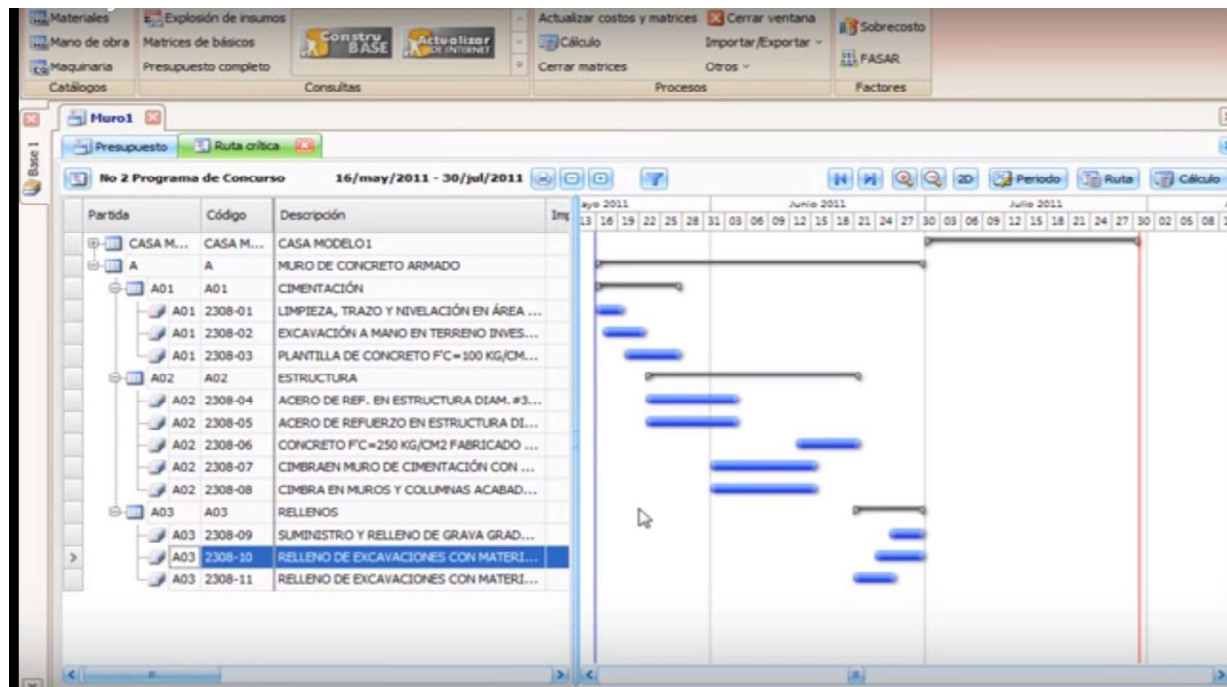 Materiales Explosión de insumos Actualizar costos y matrices Cerrar ventana Sobrecosto
Mano de obra Matrices de básicos Constru BASE Actualizar DE INTERNET Cálculo Importar/Exportar
Maquinaria Presupuesto completo Cerrar matrices Otros FASAR
Catálogos Consultas Procesos Factores
Base 1
Muro1
Presupuesto Ruta crítica
No 2 Programa de Concurso 16/may/2011 - 30/jul/2011 2D Periodo Ruta Cálculo
Partida Código Descripción Imp
ayo 2011 Junio 2011 Julio 2011
13 16 19 22 25 28 31 03 06 09 12 15 18 21 24 27 30 03 06 09 12 15 18 21 24 27 30 02 05 08
CASA M... CASA M... CASA MODELO1
A A MURO DE CONCRETO ARMADO
A01 A01 CIMENTACIÓN
A01 2308-01 LIMPIEZA, TRAZO Y NIVELACIÓN EN ÁREA ...
A01 2308-02 EXCAVACIÓN A MANO EN TERRENO INVES...
A01 2308-03 PLANTILLA DE CONCRETO F'C=100 KG/CM...
A02 A02 ESTRUCTURA
A02 2308-04 ACERO DE REF. EN ESTRUCTURA DIAM. #3...
A02 2308-05 ACERO DE REFUERZO EN ESTRUCTURA DI...
A02 2308-06 CONCRETO F'C=250 KG/CM2 FABRICADO ...
A02 2308-07 CIMBRAEN MURO DE CIMENTACIÓN CON ...
A02 2308-08 CIMBRA EN MUROS Y COLUMNAS ACABAD...
A03 A03 RELLENOS
A03 2308-09 SUMINISTRO Y RELLENO DE GRAVA GRAD...
A03 2308-10 RELLENO DE EXCAVACIONES CON MATERI...
A03 2308-11 RELLENO DE EXCAVACIONES CON MATERI...